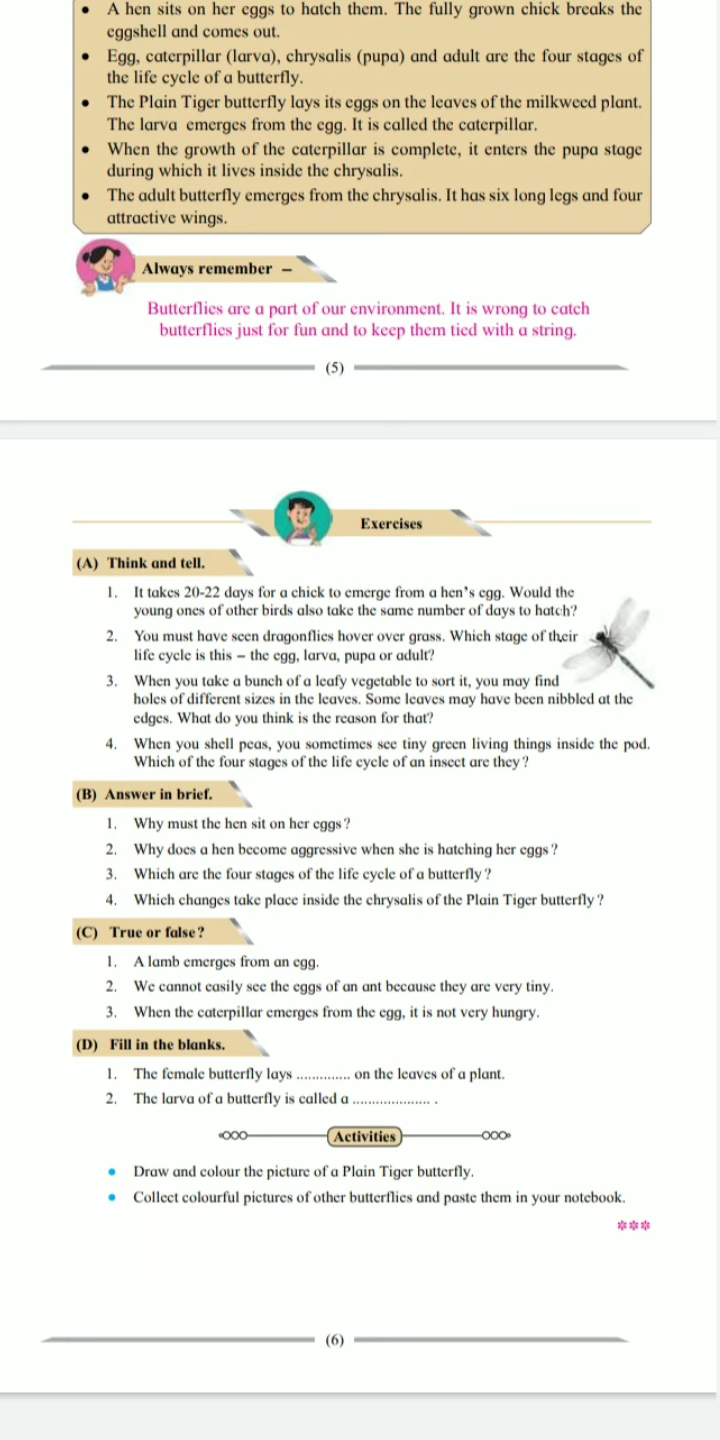 • A hen sits on her eggs to hatch them. The fully grown chick breaks the
eggshell and comes out.
• Egg, caterpillar (larva), chrysalis (pupa) and adult are the four stages of
the life cycle of a butterfly.
• The Plain Tiger butterfly lays its eggs on the leaves of the milkweed plant.
The larva emerges from the egg. It is called the caterpillar.
• When the growth of the caterpillar is complete, it enters the pupa stage
during which it lives inside the chrysalis.
• The adult butterfly emerges from the chrysalis. It has six long legs and four
attractive wings.
Always remember –
Butterflies are a part of our environment. It is wrong to catch
butterflies just for fun and to keep them tied with a string.
(5)
Exercises
(A) Think and tell.
1. It takes 20-22 days for a chick to emerge from a hen's egg. Would the
young ones of other birds also take the same number of days to hatch?
2. You must have seen dragonflies hover over grass. Which stage of their
life cycle is this – the egg, larva, pupa or adult?
3. When you take a bunch of a leafy vegetable to sort it, you may find
holes of different sizes in the leaves. Some leaves may have been nibbled at the
edges. What do you think is the reason for that?
4. When you shell peas, you sometimes see tiny green living things inside the pod.
Which of the four stages of the life cycle of an insect are they?
(B) Answer in brief.
1. Why must the hen sit on her eggs?
2. Why does a hen become aggressive when she is hatching her eggs?
3. Which are the four stages of the life cycle of a butterfly?
4. Which changes take place inside the chrysalis of the Plain Tiger butterfly?
(C) True or false?
1. A lamb emerges from an egg.
2. We cannot easily see the eggs of an ant because they are very tiny.
3. When the caterpillar emerges from the egg, it is not very hungry.
(D) Fill in the blanks.
1. The female butterfly lays .............. on the leaves of a plant.
2. The larva of a butterfly is called a .................... .
Activities
• Draw and colour the picture of a Plain Tiger butterfly.
• Collect colourful pictures of other butterflies and paste them in your notebook.
***
(6)